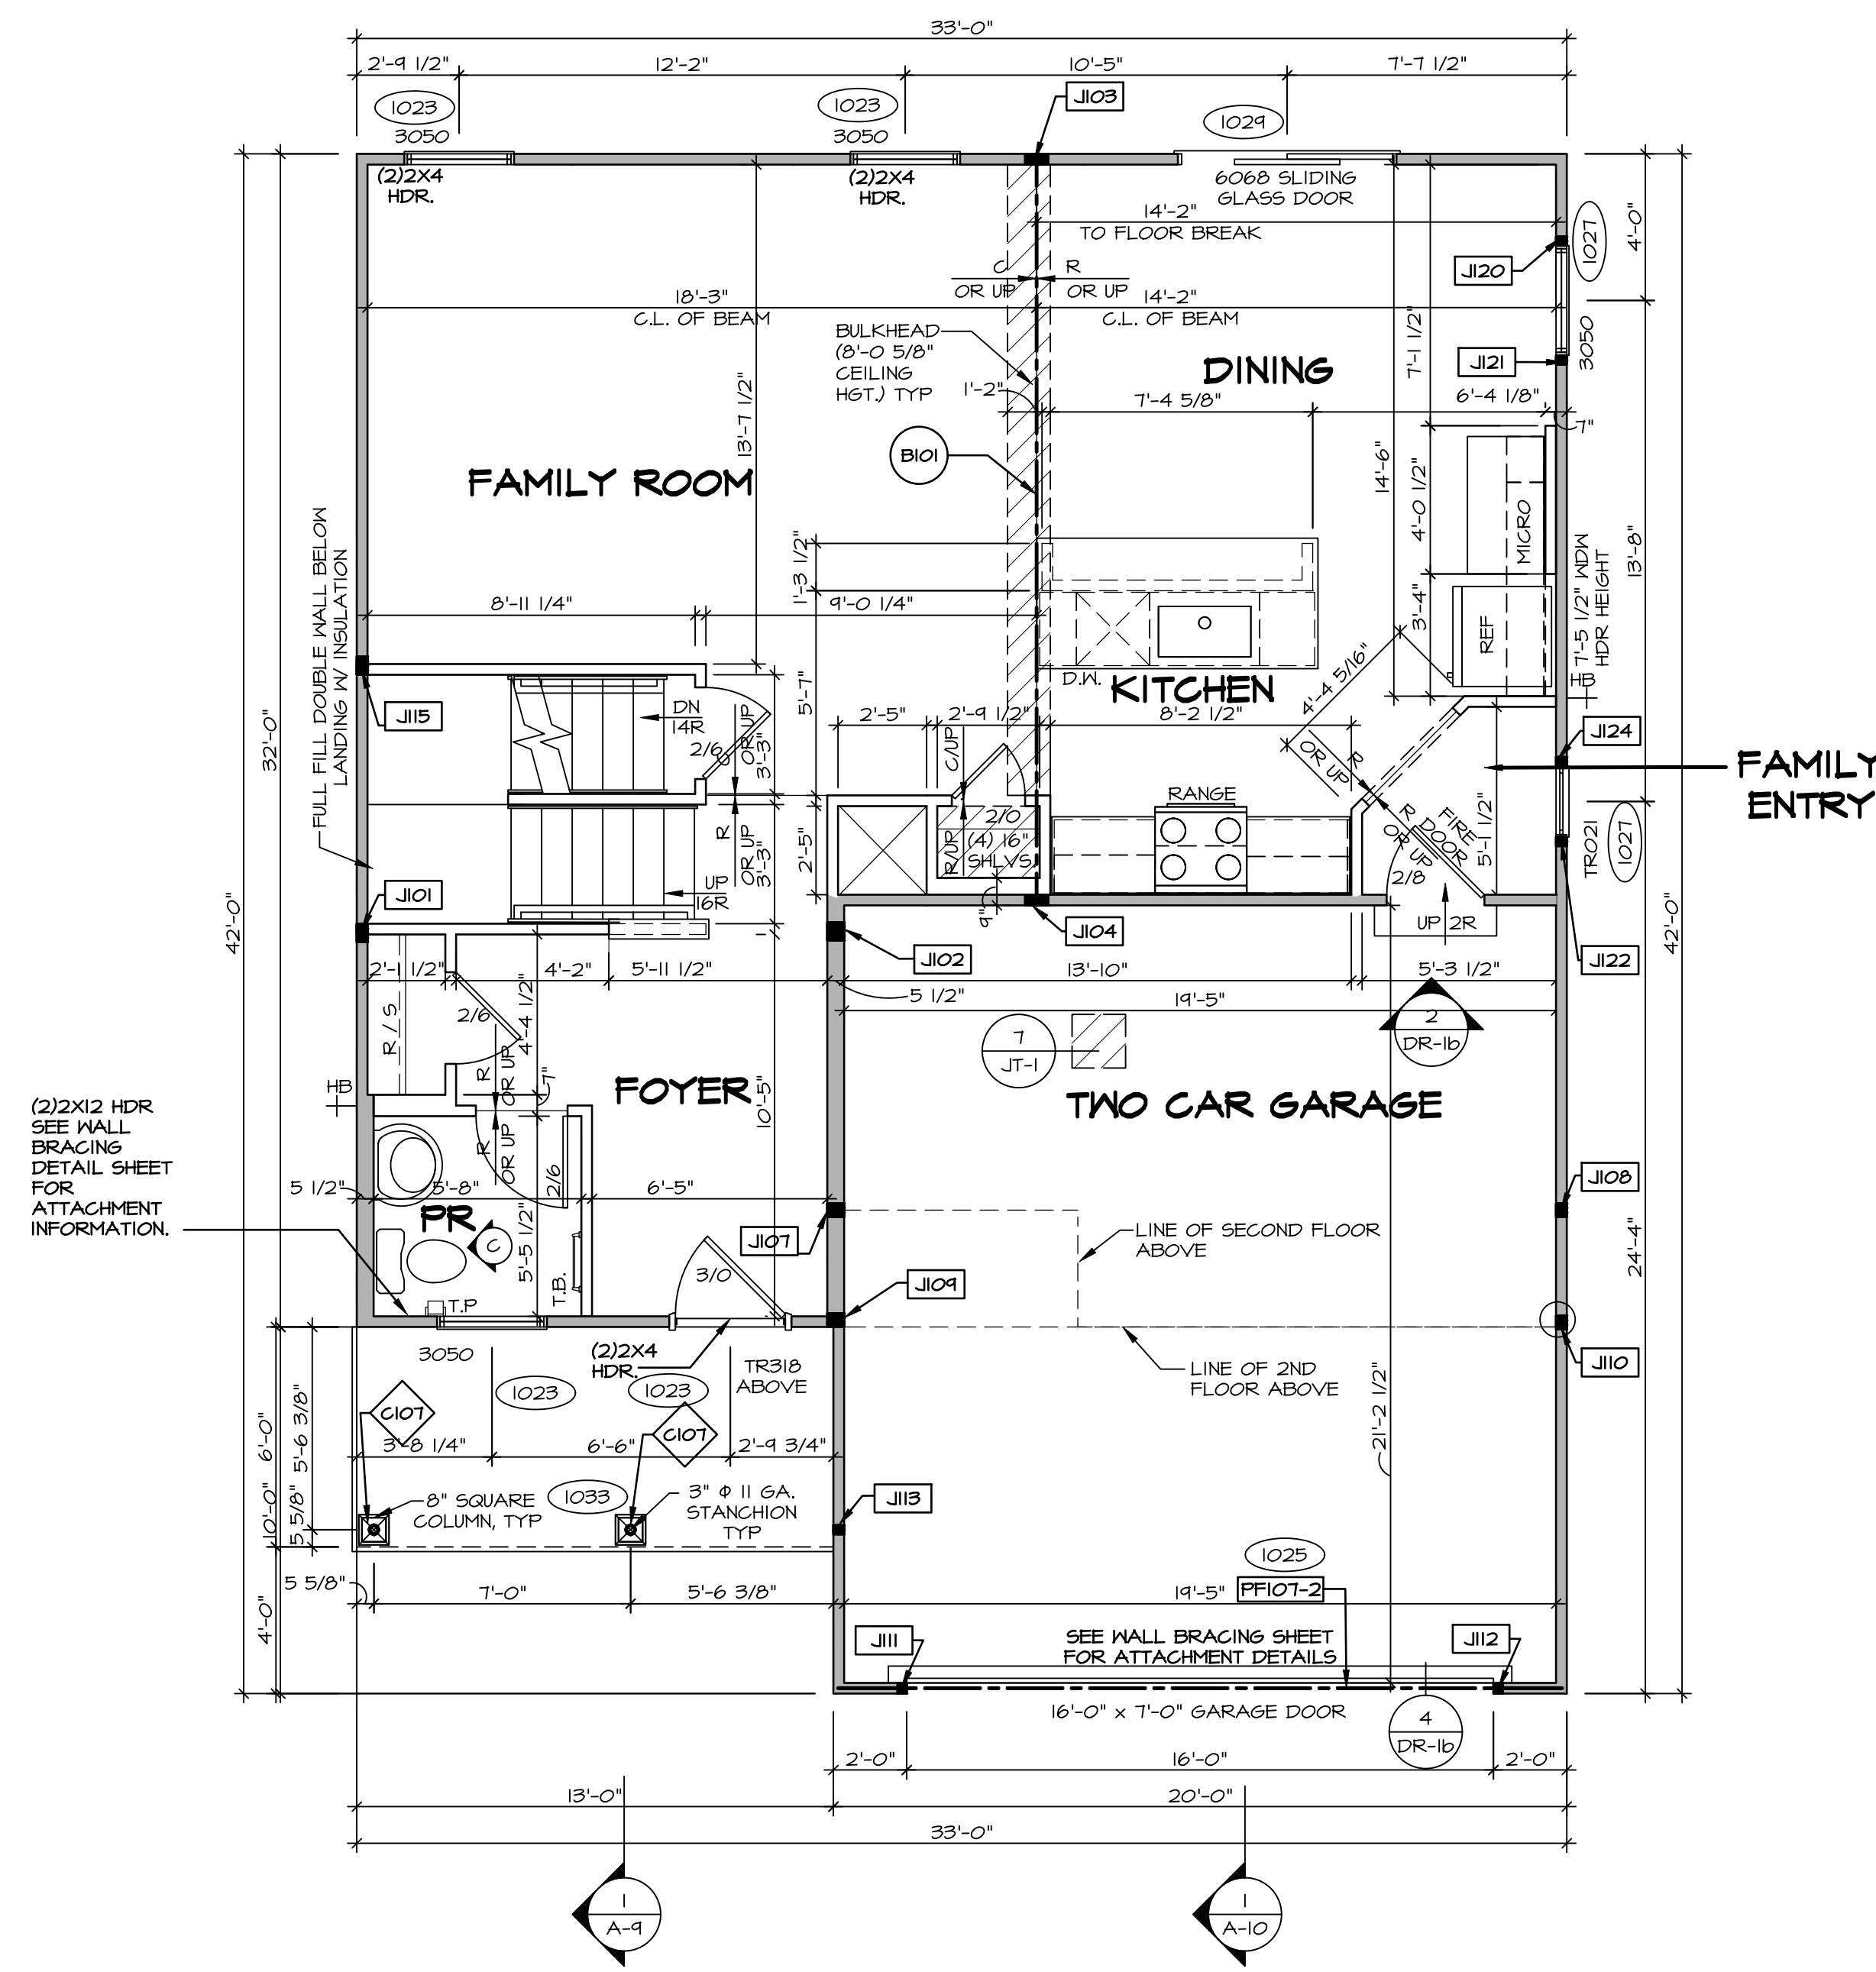 33'-0"
2'-9 1/2"
12'-2"
10'-5"
7'-7 1/2"
1023
3050
1023
3050
J103
1029
(2)2X4
HDR.
(2)2X4
HDR.
6068 SLIDING
GLASS DOOR
14'-2"
TO FLOOR BREAK
1027
4'-0"
J120
C
OR UP
R
OR UP
18'-3"
C.L. OF BEAM
14'-2"
C.L. OF BEAM
BULKHEAD
(8'-0 5/8"
CEILING
HGT.) TYP
DINING
7'-1 1/2"
J121
3050
1'-2"
7'-4 5/8"
6'-4 1/8"
7"
13'-7 1/2"
B101
FAMILY ROOM
14'-6"
4'-0 1/2"
MICRO
13'-8"
7'-5 1/2" WDW
HDR HEIGHT
FULL FILL DOUBLE WALL BELOW
LANDING W/ INSULATION
1'-3 1/2"
8'-11 1/4"
9'-0 1/4"
3'-4"
REF
HB
4'-4 5/16"
D.W.
KITCHEN
J115
DN
14R
2/6
OR UP
3'-3"
5'-7"
2'-5"
2'-9 1/2"
8'-2 1/2"
C/UP
R
OR UP
J124
FAMILY
ENTRY
32'-0"
42'-0"
RANGE
2/0
(4) 16"
SHLVS.
R/UP
R
OR UP
FIRE
DOOR
2/8
5'-1 1/2"
TR021
1027
R
OR UP
3'-3"
2'-5"
UP
16R
J101
9"
J104
UP 2R
J102
J122
42'-0"
2'-1 1/2"
4'-2"
5'-11 1/2"
13'-10"
5'-3 1/2"
5 1/2"
19'-5"
2/6
R / S
4'-4 1/2"
R
OR UP
7"
7
JT-1
2
DR-1b
HB
FOYER
10'-5"
TWO CAR GARAGE
(2)2X12 HDR
SEE WALL
BRACING
DETAIL SHEET
FOR
ATTACHMENT
INFORMATION.
R
OR UP
2/6
5 1/2"
5'-8"
6'-5"
J108
PR
C
5'-5 1/2"
J107
LINE OF SECOND FLOOR
ABOVE
24'-4"
T.P
T.B.
3/0
J109
3050
(2)2X4
HDR.
TR318
ABOVE
LINE OF 2ND
FLOOR ABOVE
J110
1023
1023
C107
C107
21'-2 1/2"
6'-0"
5'-6 3/8"
3'-8 1/4"
6'-6"
2'-9 3/4"
10'-0"
5 5/8"
8" SQUARE
COLUMN, TYP
1033
3" Φ 11 GA.
STANCHION
TYP
J113
1025
5 5/8"
7'-0"
5'-6 3/8"
19'-5"
PF107-2
4'-0"
J111
SEE WALL BRACING SHEET
FOR ATTACHMENT DETAILS
J112
16'-0" x 7'-0" GARAGE DOOR
4
DR-1b
2'-0"
16'-0"
2'-0"
13'-0"
20'-0"
33'-0"
1
A-9
1
A-10